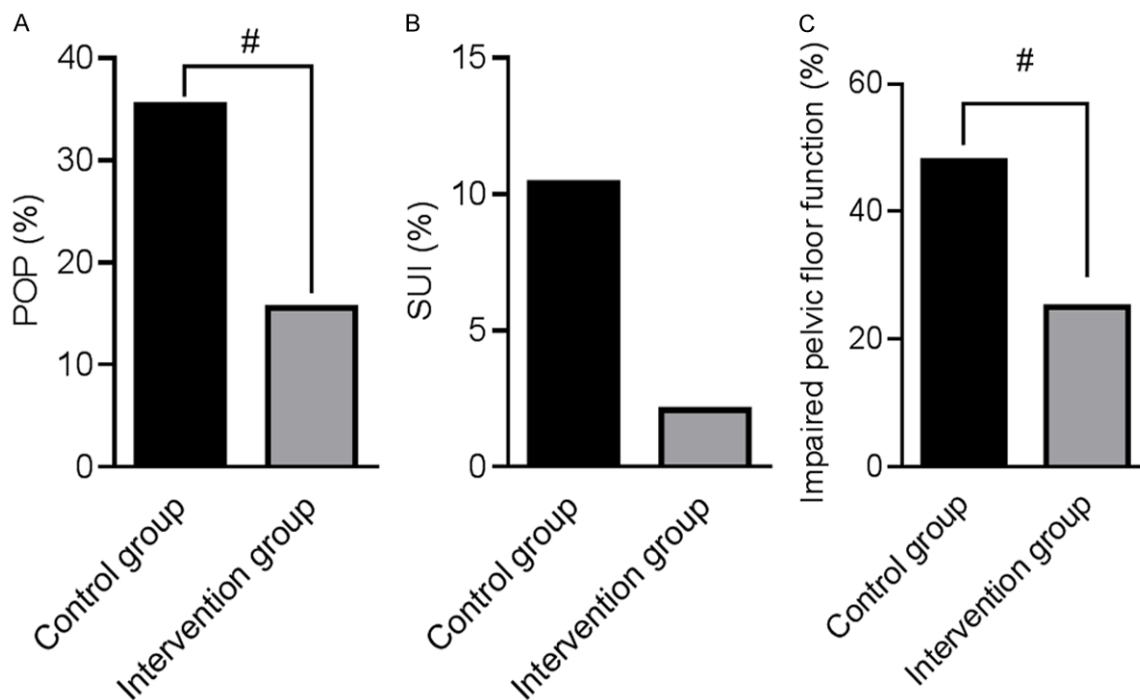 A
#
POP (%)
40
30
20
10
0
Control group
Intervention group
B
SUI (%)
15
10
5
0
Control group
Intervention group
C
#
Impaired pelvic floor function (%)
60
40
20
0
Control group
Intervention group